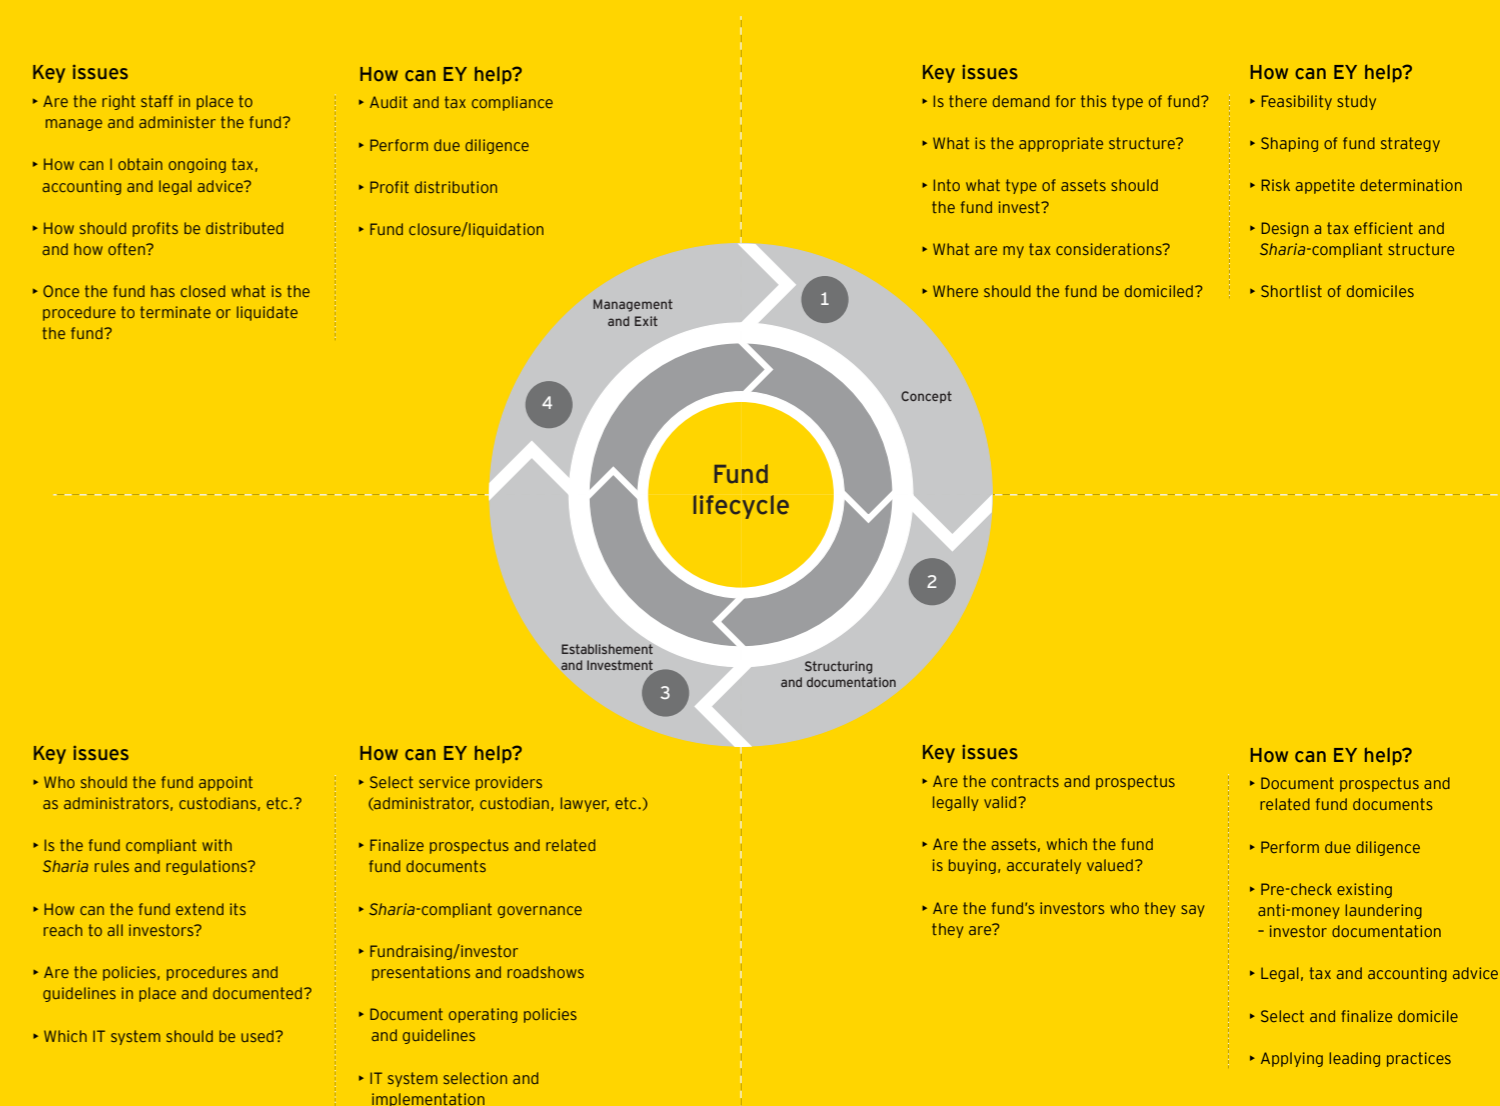 Key issues
‣ Are the right staff in place to
manage and administer the fund?
‣ How can I obtain ongoing tax,
accounting and legal advice?
‣ How should profits be distributed
and how often?
‣ Once the fund has closed what is the
procedure to terminate or liquidate
the fund?
How can EY help?
‣ Audit and tax compliance
‣ Perform due diligence
‣ Profit distribution
‣ Fund closure/liquidation
Key issues
‣ Is there demand for this type of fund?
‣ What is the appropriate structure?
‣ Into what type of assets should
the fund invest?
‣ What are my tax considerations?
‣ Where should the fund be domiciled?
How can EY help?
‣ Feasibility study
‣ Shaping of fund strategy
‣ Risk appetite determination
‣ Design a tax efficient and
Sharia-compliant structure
‣ Shortlist of domiciles
Management
and Exit
1
Concept
4
Fund
lifecycle
2
Establishement
and Investment
3
Structuring
and documentation
Key issues
‣ Who should the fund appoint
as administrators, custodians, etc.?
‣ Is the fund compliant with
Sharia rules and regulations?
‣ How can the fund extend its
reach to all investors?
‣ Are the policies, procedures and
guidelines in place and documented?
‣ Which IT system should be used?
How can EY help?
‣ Select service providers
(administrator, custodian, lawyer, etc.)
‣ Finalize prospectus and related
fund documents
‣ Sharia-compliant governance
‣ Fundraising/investor
presentations and roadshows
‣ Document operating policies
and guidelines
‣ IT system selection and
implementation
Key issues
‣ Are the contracts and prospectus
legally valid?
‣ Are the assets, which the fund
is buying, accurately valued?
‣ Are the fund's investors who they say
they are?
How can EY help?
‣ Document prospectus and
related fund documents
‣ Perform due diligence
‣ Pre-check existing
anti-money laundering
– investor documentation
‣ Legal, tax and accounting advice
‣ Select and finalize domicile
‣ Applying leading practices